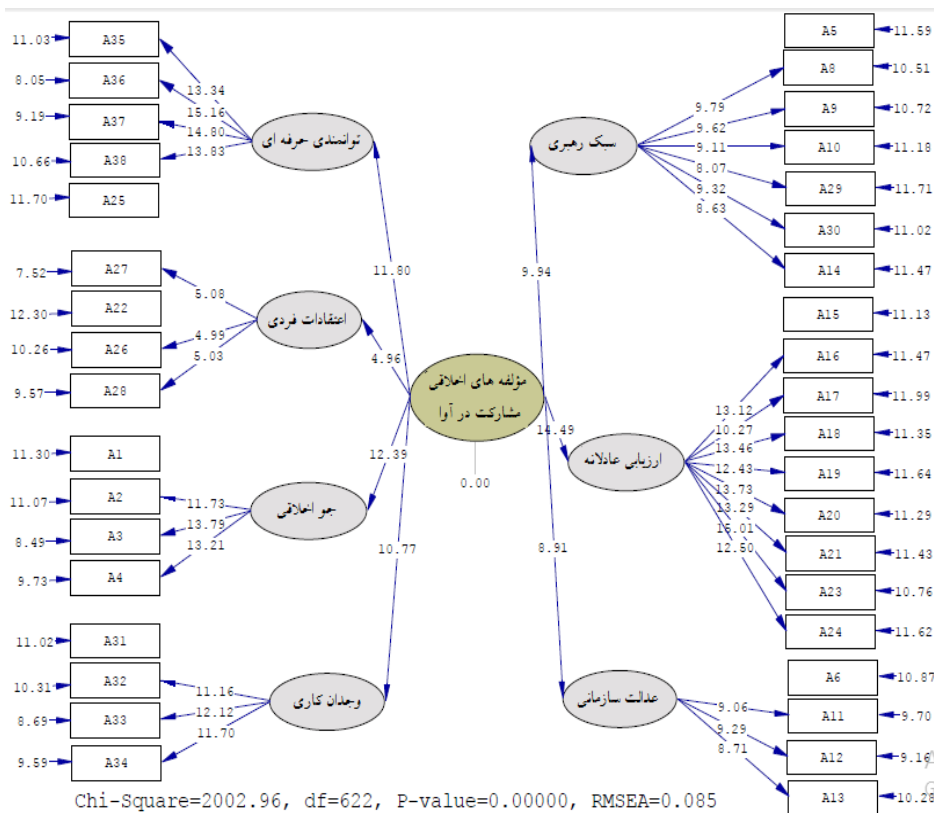 11.03 A35
8.05 A36
9.19 A37
10.66 A38
11.70 A25
13.34
15.16
14.80
13.83
توانمندی حرفه ای
11.80
7.52 A27
12.30 A22
10.26 A26
9.57 A28
5.08
4.99
5.03
اعتقادات فردی
4.96
11.30 A1
11.07 A2
8.49 A3
9.73 A4
11.73
13.79
13.21
جو اخلاقی
12.39
11.02 A31
10.31 A32
8.69 A33
9.59 A34
11.16
12.12
11.70
وجدان کاری
10.77
مؤلفه های اخلاقی
مشارکت در آوا
0.00
9.94
سبک رهبری
9.79
9.62
9.11
8.07
9.32
8.63
A5 11.59
A8 10.51
A9 10.72
A10 11.18
A29 11.71
A30 11.02
A14 11.47
14.49
ارزیابی عادلانه
13.12
10.27
13.46
12.43
13.73
13.29
15.01
12.50
A15 11.13
A16 11.47
A17 11.99
A18 11.35
A19 11.64
A20 11.29
A21 11.43
A23 10.76
A24 11.62
8.91
عدالت سازمانی
9.06
9.29
8.71
A6 10.87
A11 9.70
A12 9.16
A13 10.28
Chi-Square=2002.96, df=622, P-value=0.00000, RMSEA=0.085